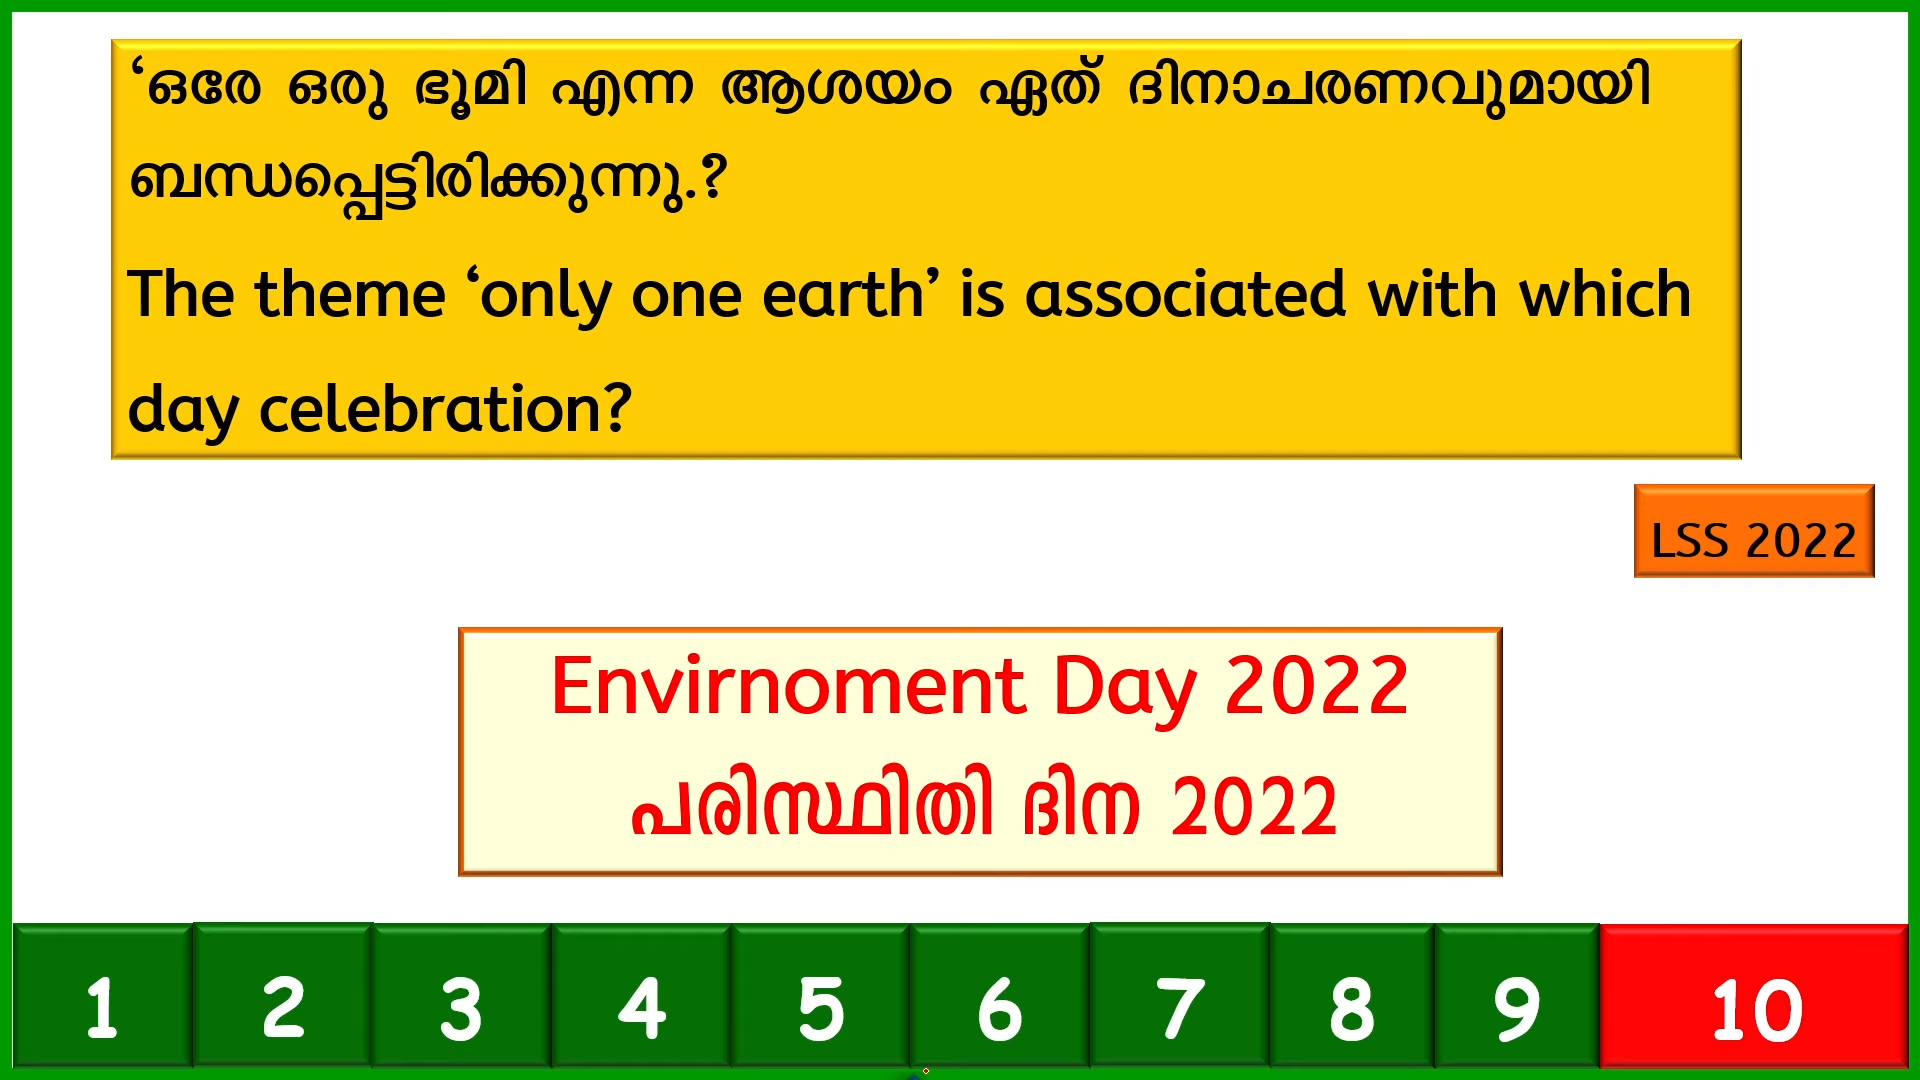 ‘ഒരേ ഒരു ഭൂമി എന്ന ആശയം ഏത് ദിനാചരണവുമായി
ബന്ധപ്പെട്ടിരിക്കുന്നു.?
The theme ‘only one earth’ is associated with which
day celebration?
LSS 2022
Envirnoment Day 2022
പരിസ്ഥിതി ദിന 2022
1 2 3 4 5 6 7 8 9 10